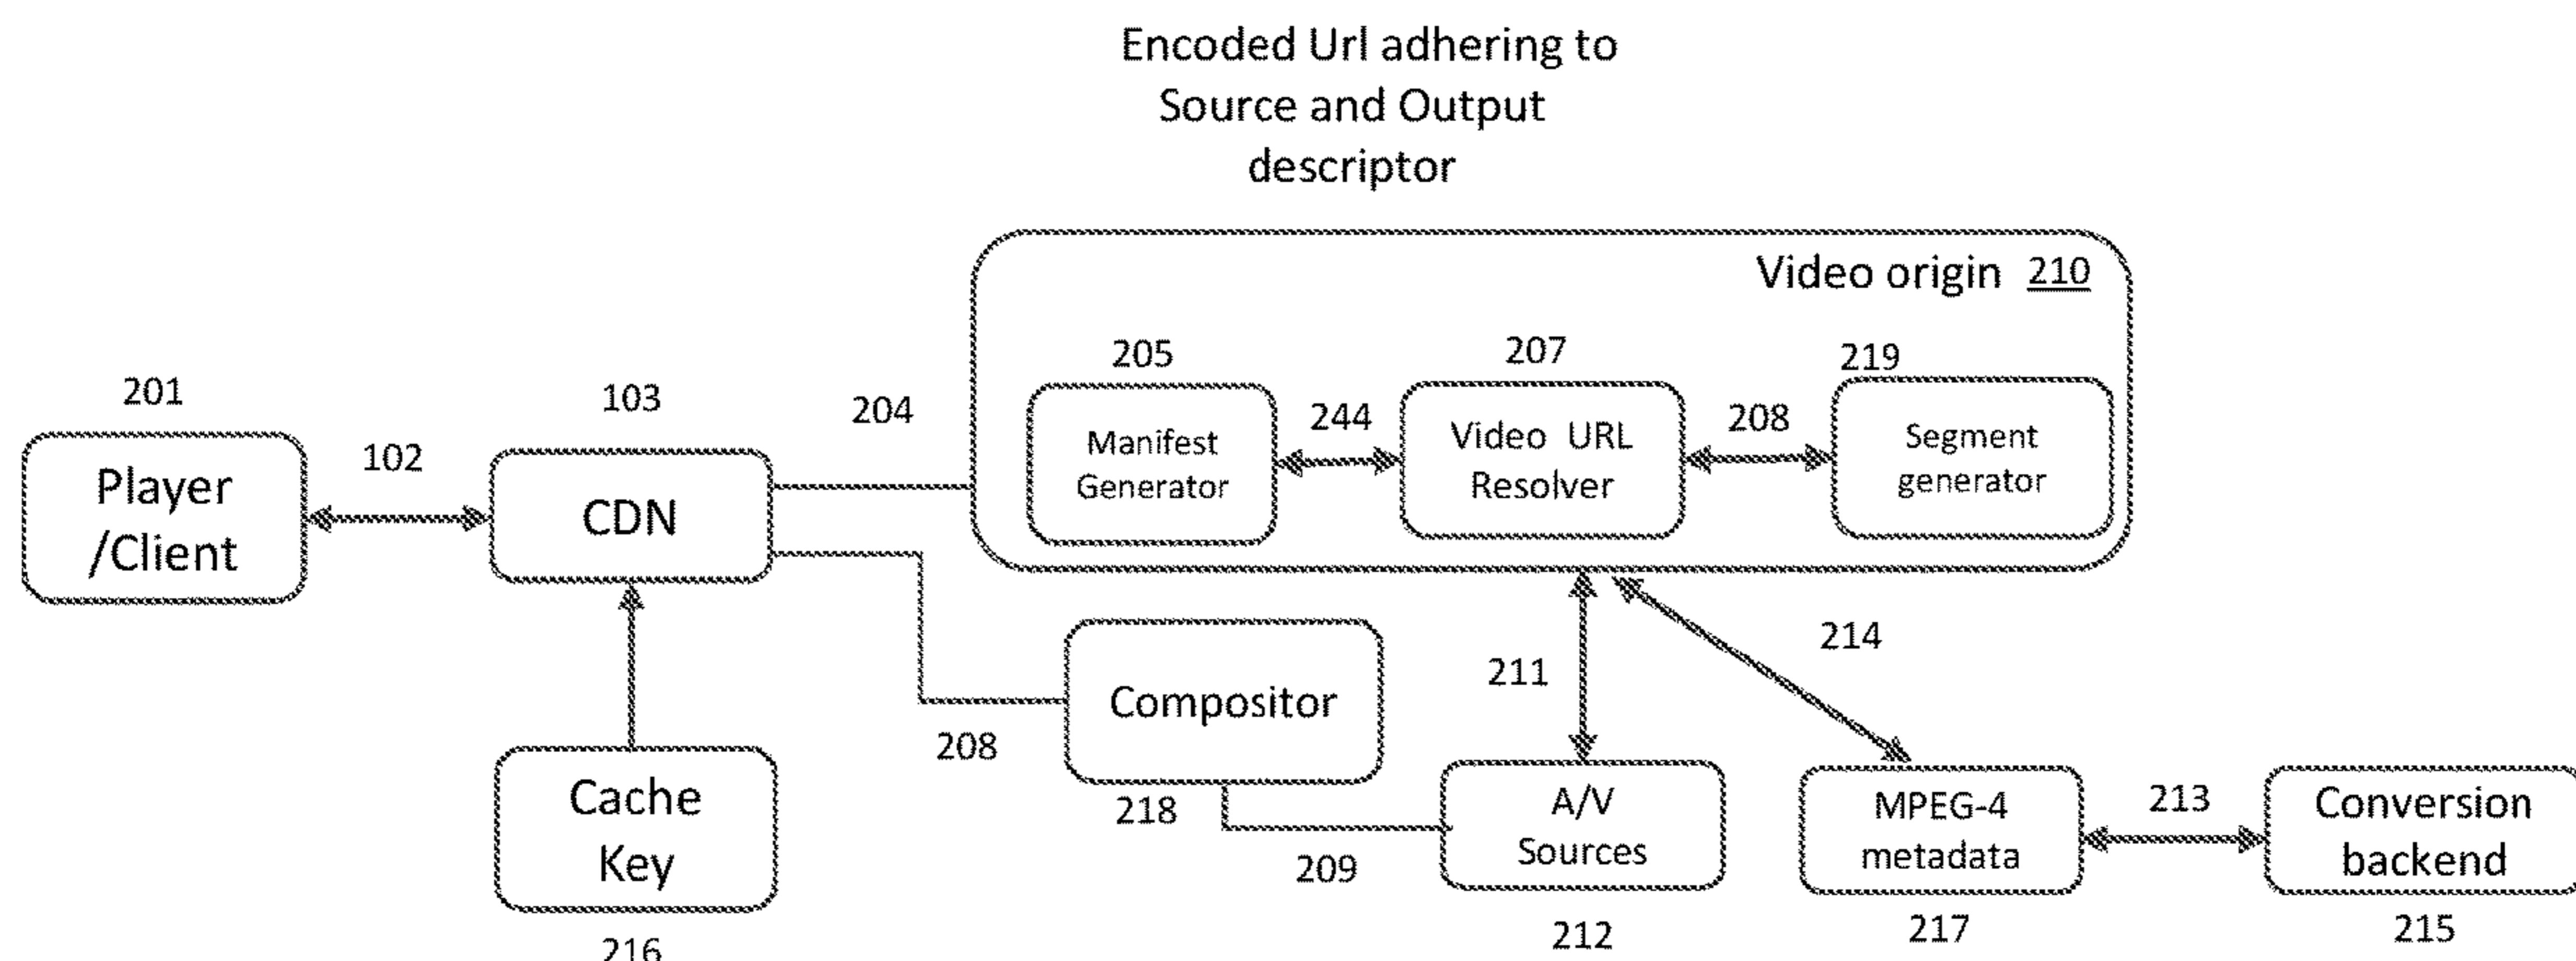 Encoded Url adhering to
Source and Output
descriptor
Video origin 210
205
207
219
201
103
204
102
Manifest
Generator
244
Video URL
Resolver
208
Segment
generator
Player
/Client
CDN
214
211
Compositor
208
218
209
Cache
Key
216
A/V
Sources
212
MPEG-4
metadata
217
213
Conversion
backend
215